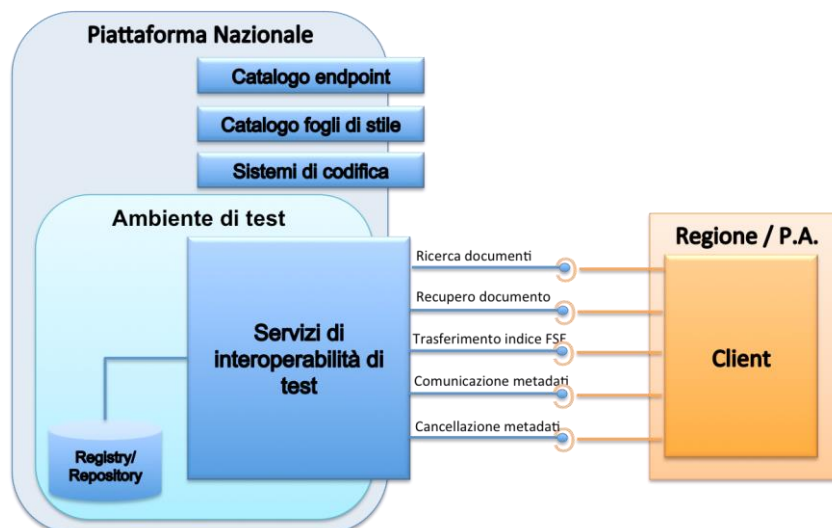 Piattaforma Nazionale
Catalogo endpoint
Catalogo fogli di stile
Sistemi di codifica
Ambiente di test
Servizi di
interoperabilità di
test
Registry/
Repository
Ricerca documenti
Recupero documento
Trasferimento indice FSE
Comunicazione metadati
Cancellazione metadati
Regione / P.A.
Client